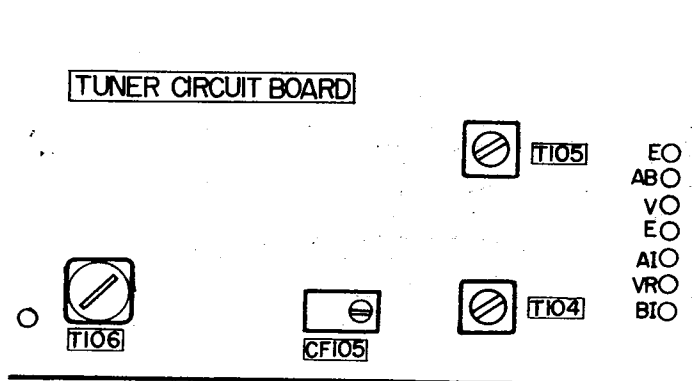 TUNER CIRCUIT BOARD
T105
E
AB
V
E
AI
VR
BI
T104
T106
CF105